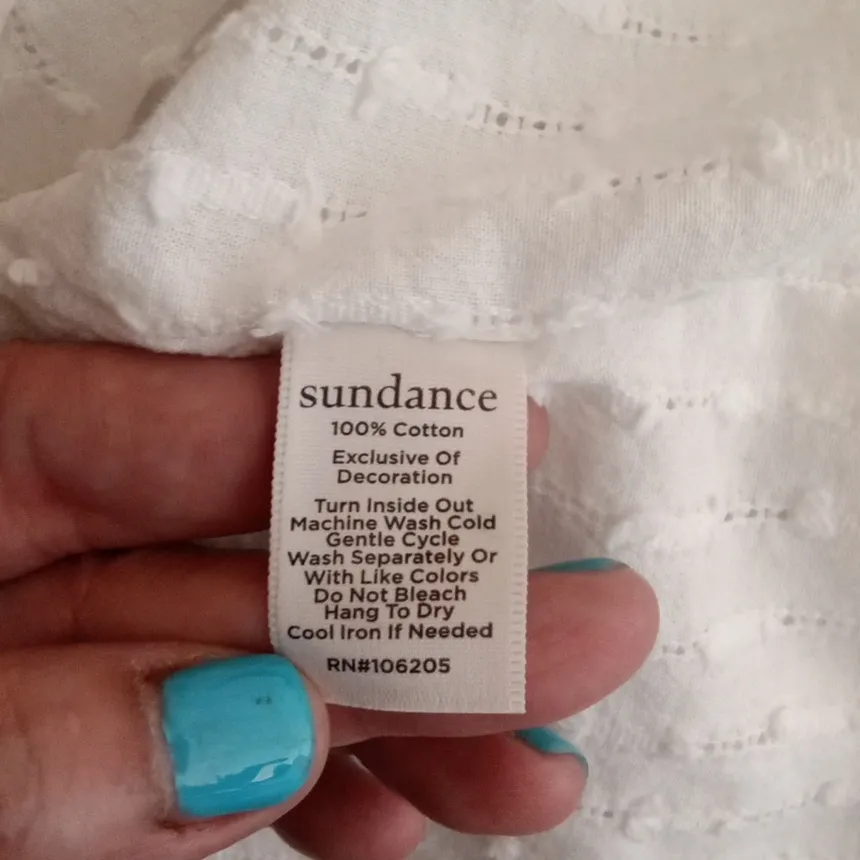 sundance
100% Cotton
Exclusive Of
Decoration
Turn Inside Out
Machine Wash Cold
Gentle Cycle
Wash Separately Or
With Like Colors
Do Not Bleach
Hang To Dry
Cool Iron If Needed
RN#106205